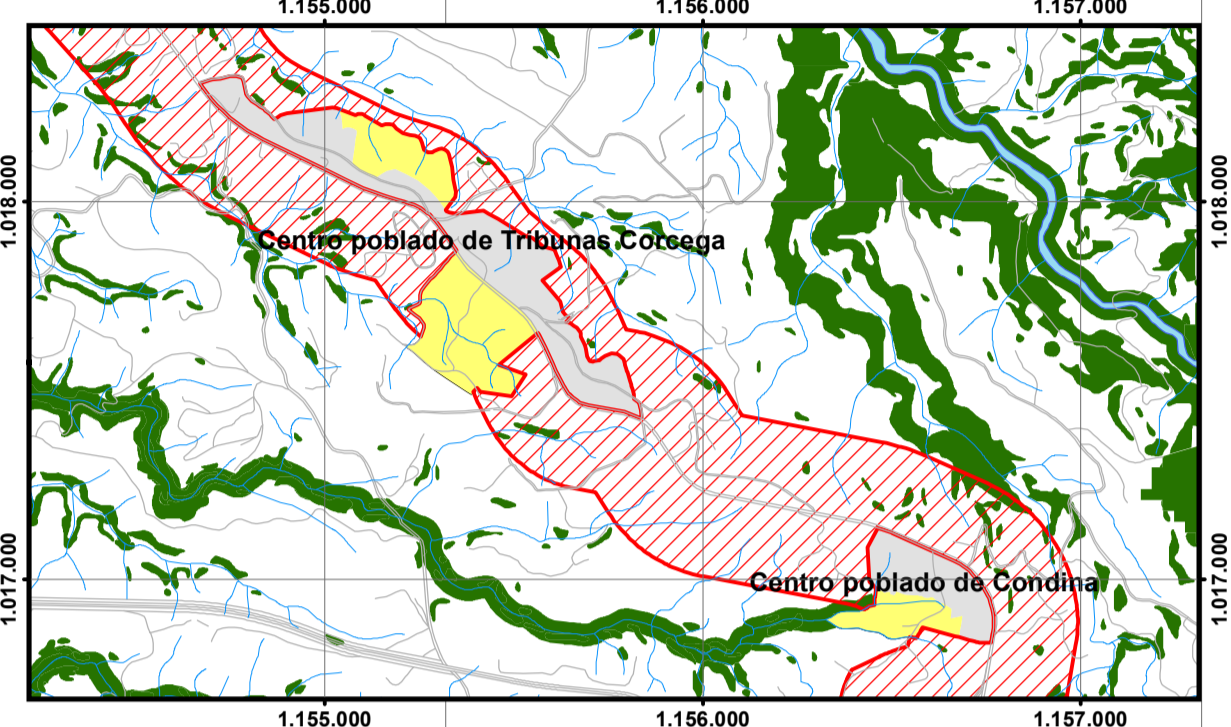 1.155.000 1.156.000 1.157.000
1.018.000 1.018.000
Centro poblado de Tribunas Corcega
1.017.000 1.017.000
Centro poblado de Condina
1.155.000 1.156.000 1.157.000